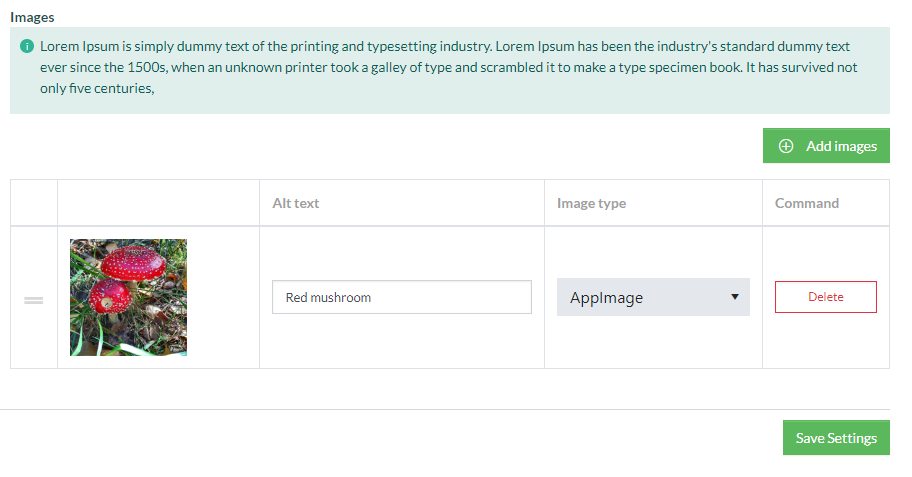 Images
Lorem Ipsum is simply dummy text of the printing and typesetting industry. Lorem Ipsum has been the industry's standard dummy text
ever since the 1500s, when an unknown printer took a galley of type and scrambled it to make a type specimen book. It has survived not
only five centuries,
Add images
Alt text
Image type
Command
Red mushroom
AppImage
Delete
Save Settings